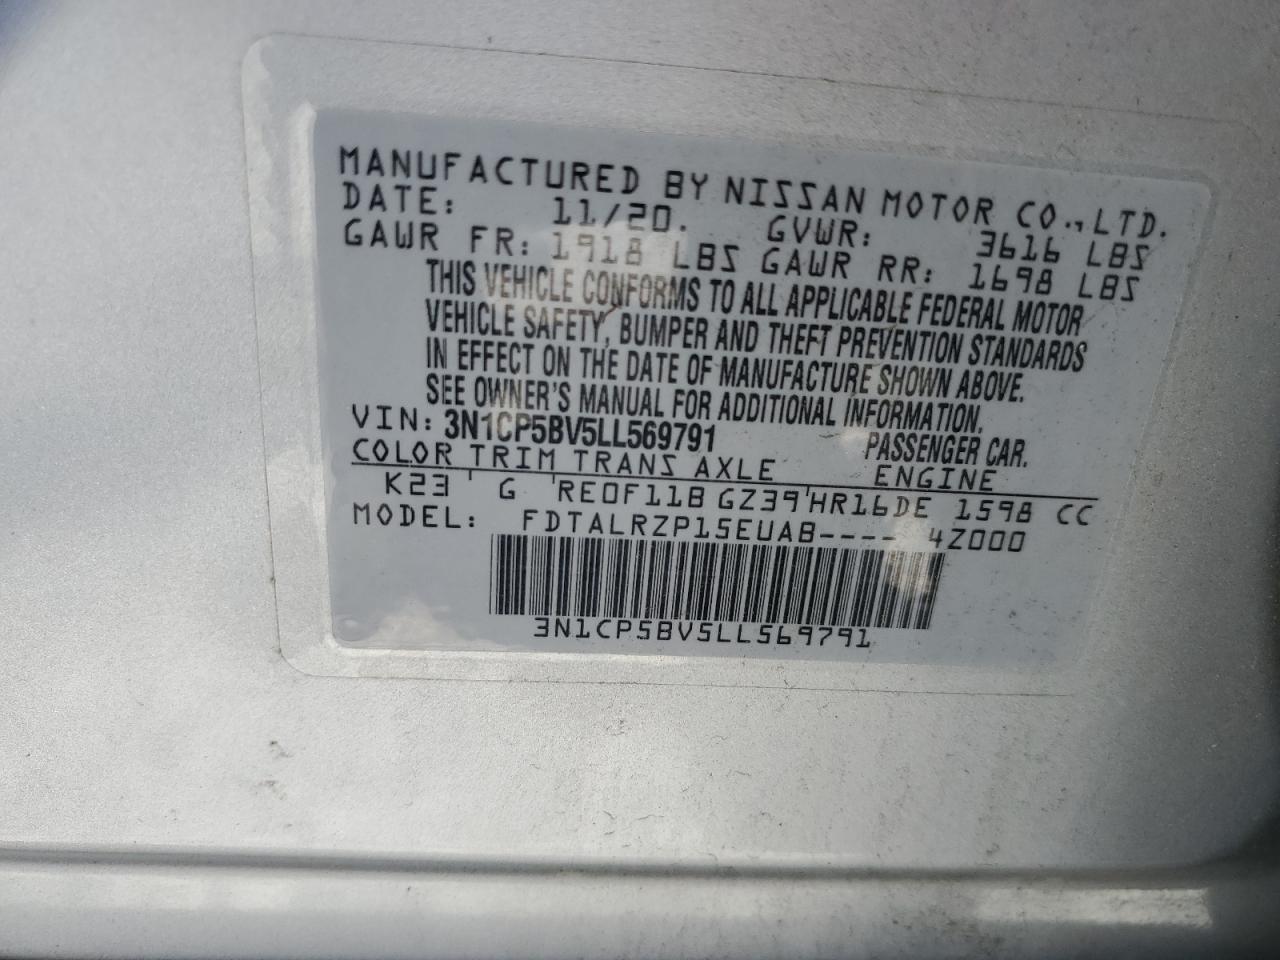 MANUFACTURED BY NISSAN MOTOR CO.,LTD.
DATE: 11/20. GVWR: 3616 LBS
GAWR FR: 1918 LBS GAWR RR: 1698 LBS
THIS VEHICLE CONFORMS TO ALL APPLICABLE FEDERAL MOTOR
VEHICLE SAFETY, BUMPER AND THEFT PREVENTION STANDARDS
IN EFFECT ON THE DATE OF MANUFACTURE SHOWN ABOVE.
SEE OWNER'S MANUAL FOR ADDITIONAL INFORMATION.
VIN: 3N1CP5BV5LL569791 PASSENGER CAR.
COLOR TRIM TRANS AXLE ENGINE
K23 ' G 'RE0F11B GZ39'HR16DE 1598 CC
MODEL: FDTALRZP15EUAB---- 4Z000
3N1CP5BV5LL569791